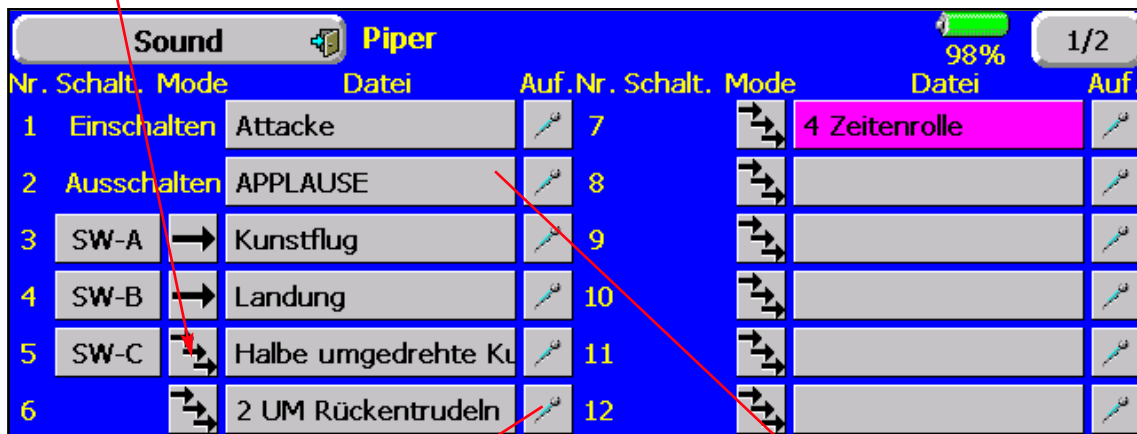 Sound Piper 98% 1/2
Nr. Schalt. Mode Datei Auf. Nr. Schalt. Mode Datei Auf.
1 Einschalten Attacke 7 4 Zeitenrolle
2 Ausschalten APPLAUSE 8
3 SW-A Kunstflug 9
4 SW-B Landung 10
5 SW-C Halbe umgedrehte Ku 11
6 2 UM Rückentrudeln 12